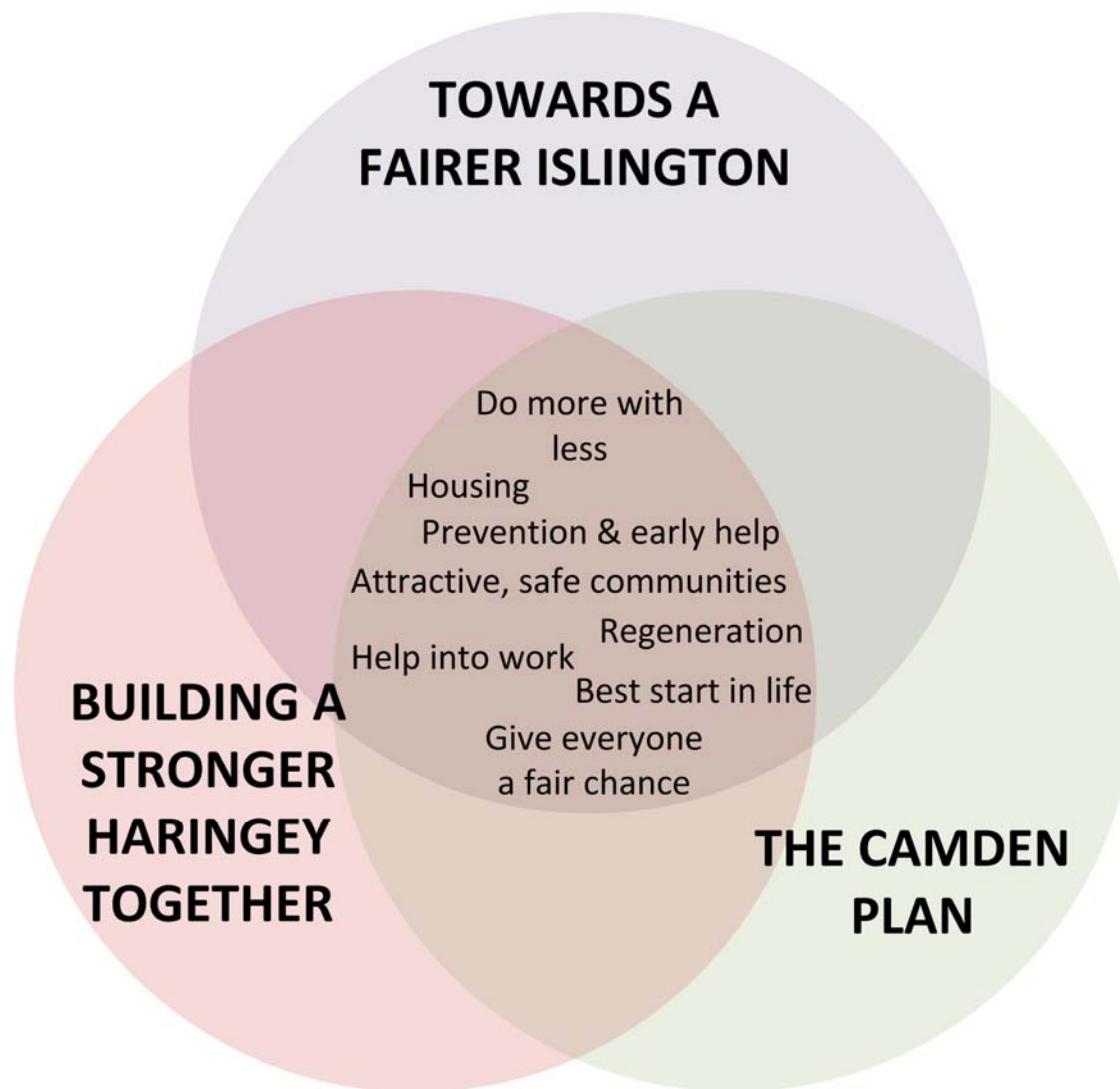 TOWARDS A
FAIRER ISLINGTON
Do more with
less
Housing
Prevention & early help
Attractive, safe communities
Regeneration
Help into work
Best start in life
Give everyone
a fair chance
BUILDING A
STRONGER
HARINGEY
TOGETHER
THE CAMDEN
PLAN